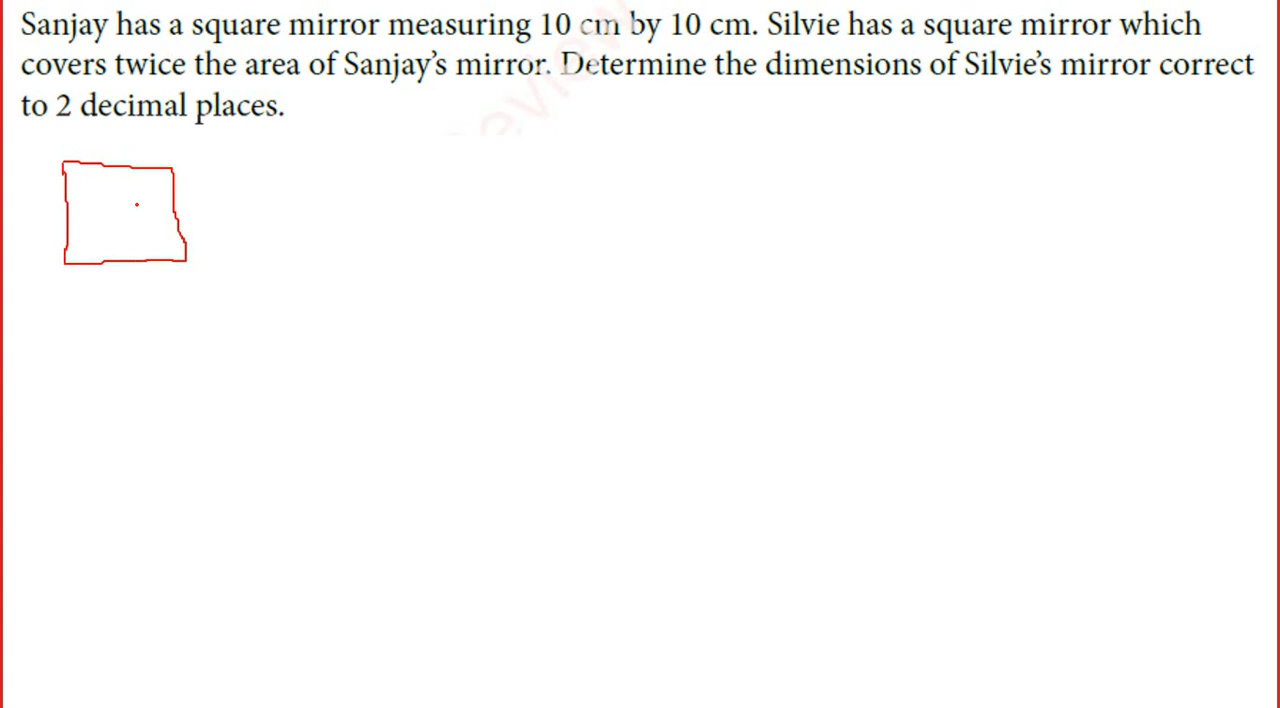 Sanjay has a square mirror measuring 10 cm by 10 cm. Silvie has a square mirror which
covers twice the area of Sanjay’s mirror. Determine the dimensions of Silvie’s mirror correct
to 2 decimal places.